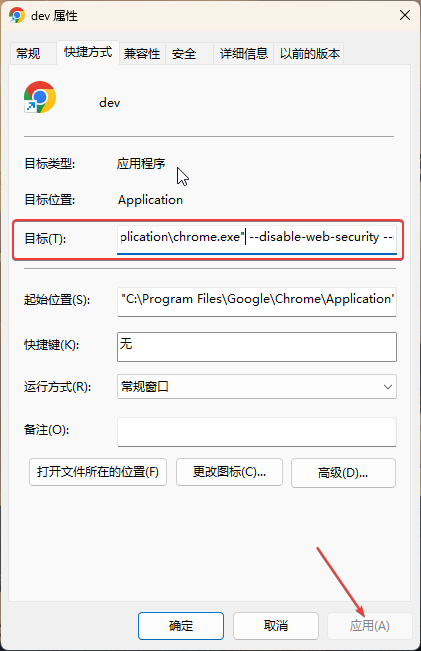 dev 属性
常规 快捷方式 兼容性 安全 详细信息 以前的版本
dev
目标类型: 应用程序
目标位置: Application
目标(T): plication\chrome.exe" --disable-web-security --
起始位置(S): "C:\Program Files\Google\Chrome\Application"
快捷键(K): 无
运行方式(R): 常规窗口
备注(O):
打开文件所在的位置(F) 更改图标(C)... 高级(D)...
确定 取消 应用(A)